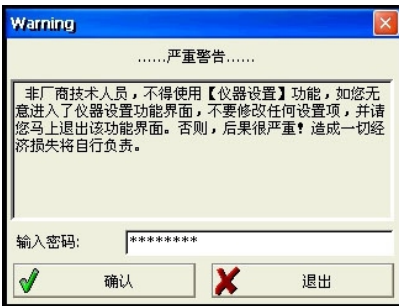 Warning
......严重警告......
非厂商技术人员，不得使用【仪器设置】功能，如您无
意进入了仪器设置功能界面，不要修改任何设置项，并请
您马上退出该功能界面。否则，后果很严重！造成一切经
济损失将自行负责。
输入密码: ********
确认 退出